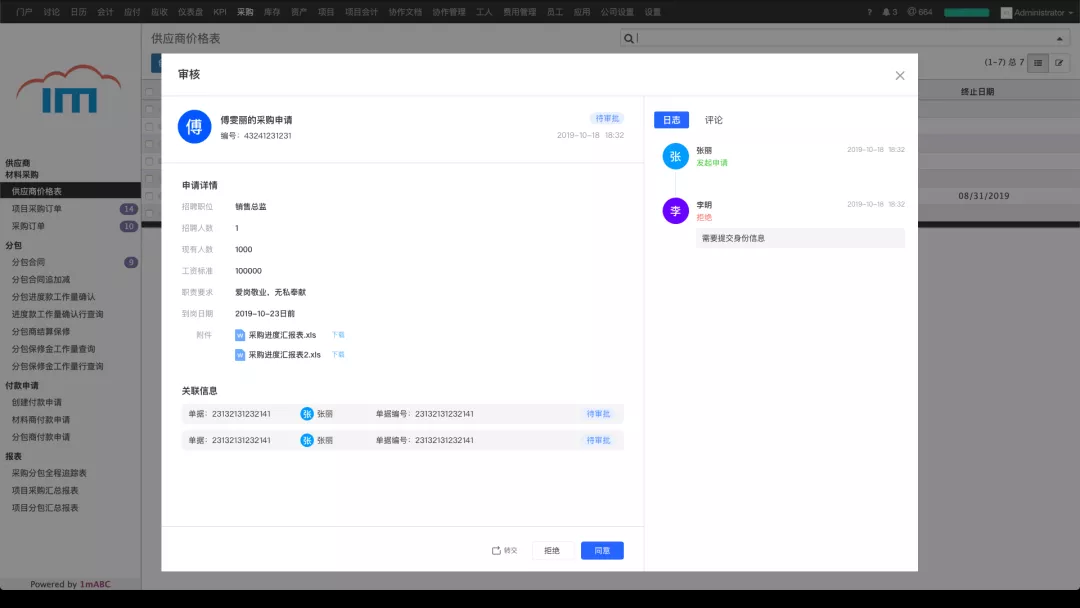 门户 讨论 日历 会计 应付 应收 仪表盘 KPI 采购 库存 资产 项目 项目会计 协作文档 协作管理 工人 费用管理 员工 应用 公司设置 设置 ? 3 @ 664 Administrator
供应商价格表
(1-7) 总 7
终止日期
08/31/2019
1M
供应商
材料采购
供应商价格表
项目采购订单 14
采购订单 10
分包
分包合同 9
分包合同追加减
分包进度款工作量确认
进度款工作量确认行查询
分包商结算保修
分包保修金工作量查询
分包保修金工作量行查询
付款申请
创建付款申请
材料商付款申请
分包商付款申请
报表
采购分包全程追踪表
项目采购汇总报表
项目分包汇总报表
Powered by 1mABC
审核
傅
傅雯丽的采购申请 待审批
编号：43241231231 2019-10-18 18:32
申请详情
招聘职位 销售总监
招聘人数 1
现有人数 1000
工资标准 100000
职责要求 爱岗敬业，无私奉献
到岗日期 2019-10-23日前
附件 W 采购进度汇报表.xls 下载
W 采购进度汇报表2.xls 下载
关联信息
单据：23132131232141 张 张丽 单据编号：23132131232141 待审批
单据：23132131232141 张 张丽 单据编号：23132131232141 待审批
转交 拒绝 同意
日志 评论
张 张丽 2019-10-18 18:32
发起申请
李 李明 2019-10-18 18:32
拒绝
需要提交身份信息